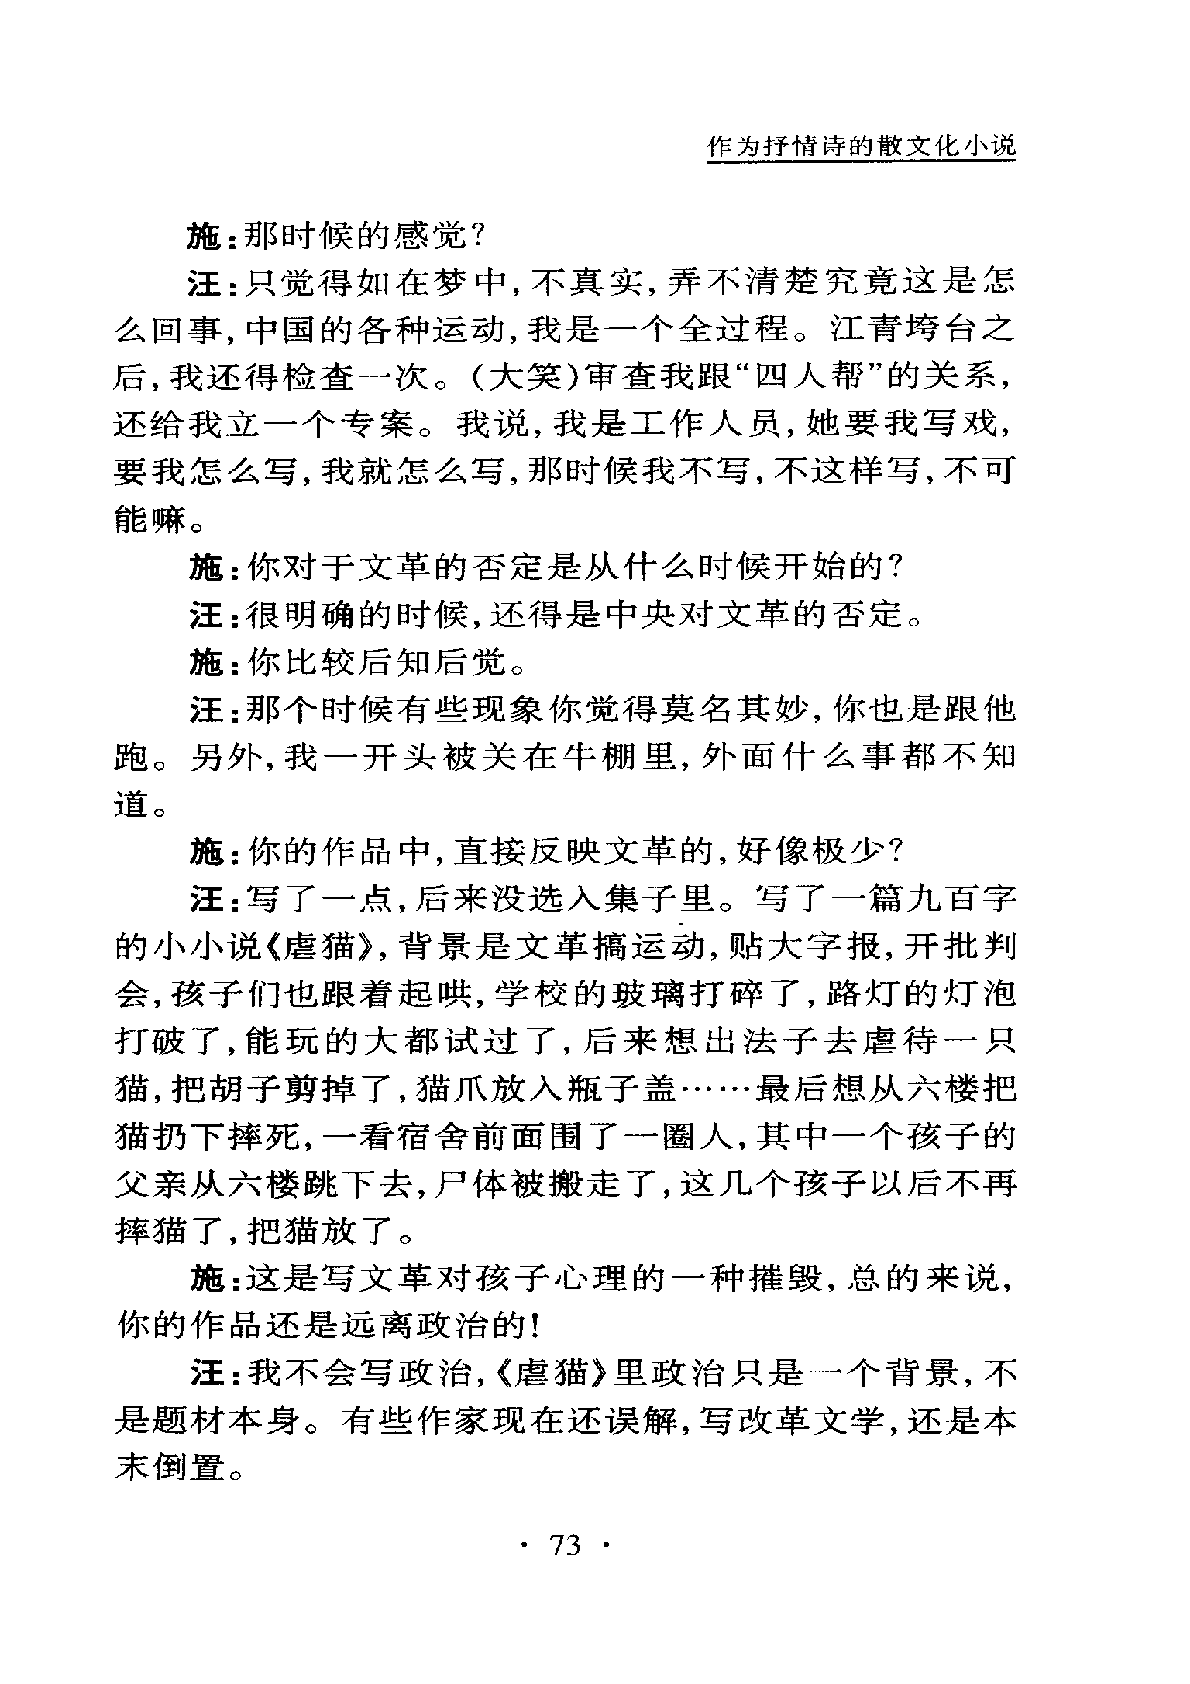 作为抒情诗的散文化小说
施:那时候的感觉?
汪:只觉得如在梦中,不真实,弄不清楚究竟这是怎
么回事,中国的各种运动,我是一个全过程。江青垮台之
后,我还得检查一次。(大笑)审查我跟“四人帮”的关系,
还给我立一个专案。我说,我是工作人员,她要我写戏,
要我怎么写,我就怎么写,那时候我不写,不这样写,不可
能嘛。
施:你对于文革的否定是从什么时候开始的?
汪:很明确的时候,还得是中央对文革的否定。
施:你比较后知后觉。
汪:那个时候有些现象你觉得莫名其妙,你也是跟他
跑。另外,我一开头被关在牛棚里,外面什么事都不知
道。
施:你的作品中,直接反映文革的,好像极少?
汪:写了一点,后来没选入集子里。写了一篇九百字
的小小说《虐猫》,背景是文革搞运动,贴大字报,开批判
会,孩子们也跟着起哄,学校的玻璃打碎了,路灯的灯泡
打破了,能玩的大都试过了,后来想出法子去虐待一只
猫,把胡子剪掉了,猫爪放入瓶子盖……最后想从六楼把
猫扔下摔死,一看宿舍前面围了一圈人,其中一个孩子的
父亲从六楼跳下去,尸体被搬走了,这几个孩子以后不再
摔猫了,把猫放了。
施:这是写文革对孩子心理的一种摧毁,总的来说,
你的作品还是远离政治的!
汪:我不会写政治,《虐猫》里政治只是一个背景,不
是题材本身。有些作家现在还误解,写改革文学,还是本
末倒置。
· 73 ·